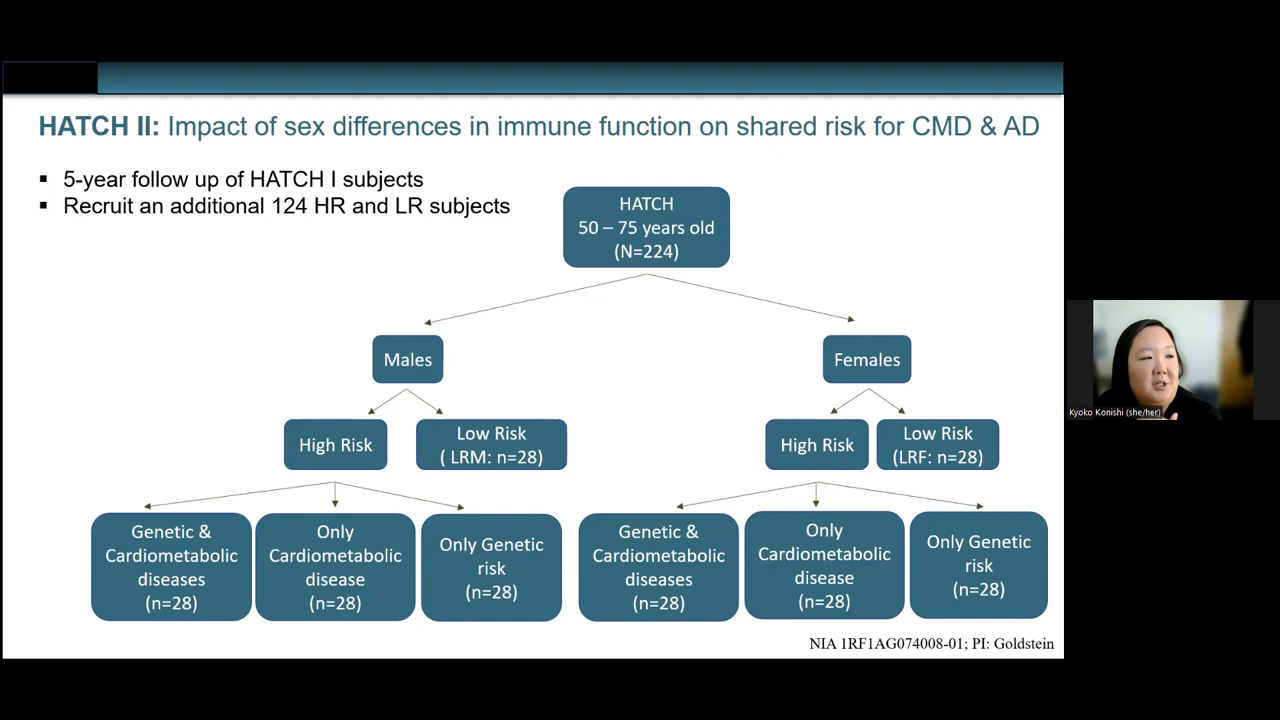 HATCH II: Impact of sex differences in immune function on shared risk for CMD & AD
▪ 5-year follow up of HATCH I subjects
▪ Recruit an additional 124 HR and LR subjects
HATCH
50 – 75 years old
(N=224)
Males
Females
High Risk
Low Risk
( LRM: n=28)
High Risk
Low Risk
(LRF: n=28)
Genetic &
Cardiometabolic
diseases
(n=28)
Only
Cardiometabolic
disease
(n=28)
Only Genetic
risk
(n=28)
Genetic &
Cardiometabolic
diseases
(n=28)
Only
Cardiometabolic
disease
(n=28)
Only Genetic
risk
(n=28)
NIA 1RF1AG074008-01; PI: Goldstein
Kyoko Konishi (she/her)